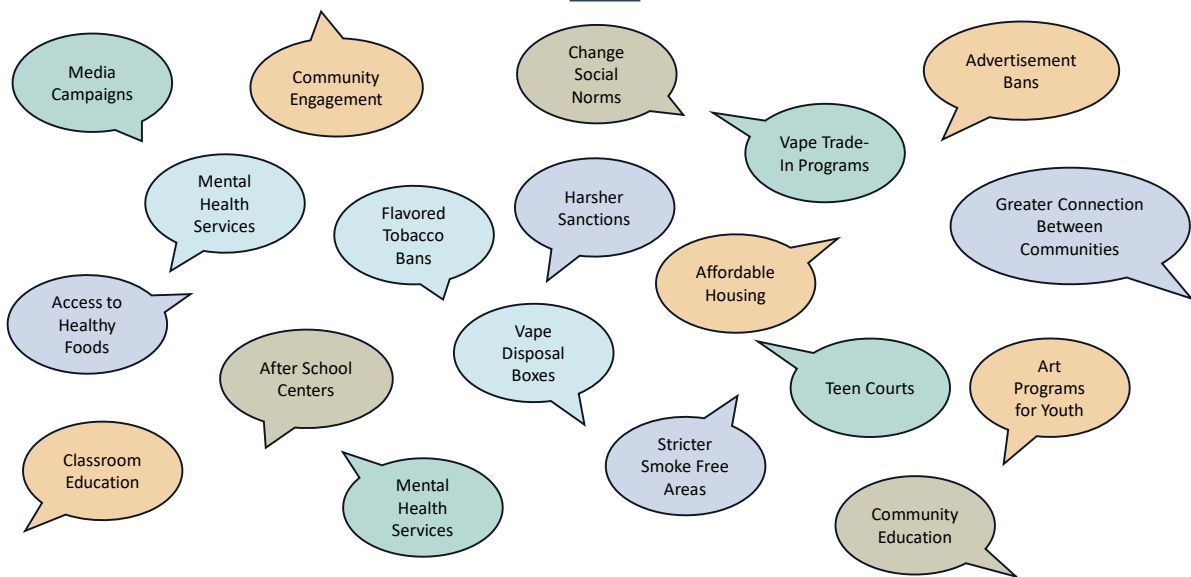 Media
Campaigns
Community
Engagement
Change
Social
Norms
Advertisement
Bans
Vape Trade-
In Programs
Mental
Health
Services
Flavored
Tobacco
Bans
Harsher
Sanctions
Greater Connection
Between
Communities
Affordable
Housing
Access to
Healthy
Foods
After School
Centers
Vape
Disposal
Boxes
Teen Courts
Art
Programs
for Youth
Classroom
Education
Mental
Health
Services
Stricter
Smoke Free
Areas
Community
Education